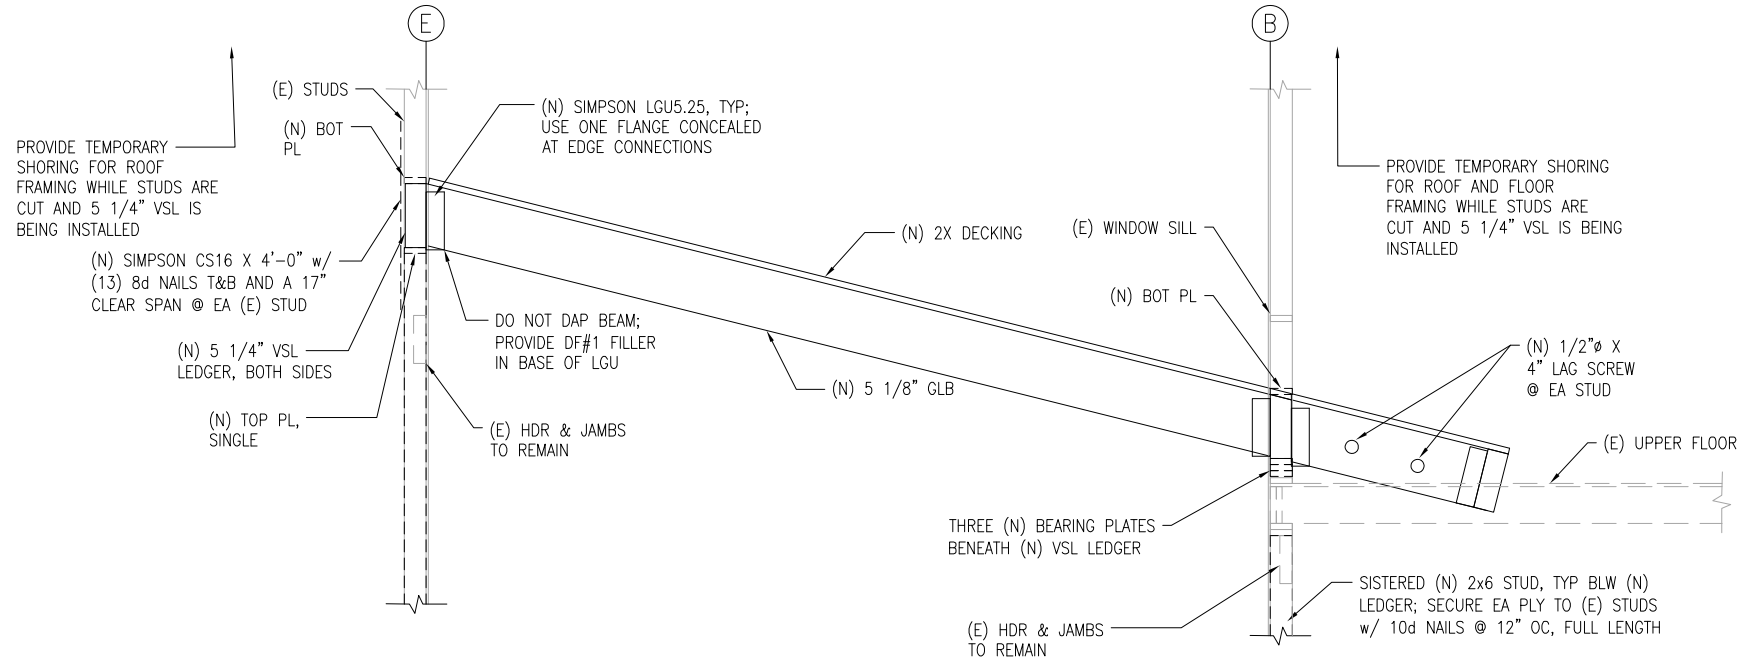 E
B
(E) STUDS
(N) BOT
PL
(N) SIMPSON LGU5.25, TYP;
USE ONE FLANGE CONCEALED
AT EDGE CONNECTIONS
PROVIDE TEMPORARY
SHORING FOR ROOF
FRAMING WHILE STUDS ARE
CUT AND 5 1/4" VSL IS
BEING INSTALLED
PROVIDE TEMPORARY SHORING
FOR ROOF AND FLOOR
FRAMING WHILE STUDS ARE
CUT AND 5 1/4" VSL IS BEING
INSTALLED
(N) 2X DECKING
(E) WINDOW SILL
(N) SIMPSON CS16 X 4'-0" w/
(13) 8d NAILS T&B AND A 17"
CLEAR SPAN @ EA (E) STUD
(N) BOT PL
DO NOT DAP BEAM;
PROVIDE DF#1 FILLER
IN BASE OF LGU
(N) 5 1/4" VSL
LEDGER, BOTH SIDES
(N) 1/2"ø X
4" LAG SCREW
@ EA STUD
(N) 5 1/8" GLB
(N) TOP PL,
SINGLE
(E) HDR & JAMBS
TO REMAIN
(E) UPPER FLOOR
THREE (N) BEARING PLATES
BENEATH (N) VSL LEDGER
SISTERED (N) 2x6 STUD, TYP BLW (N)
LEDGER; SECURE EA PLY TO (E) STUDS
w/ 10d NAILS @ 12" OC, FULL LENGTH
(E) HDR & JAMBS
TO REMAIN